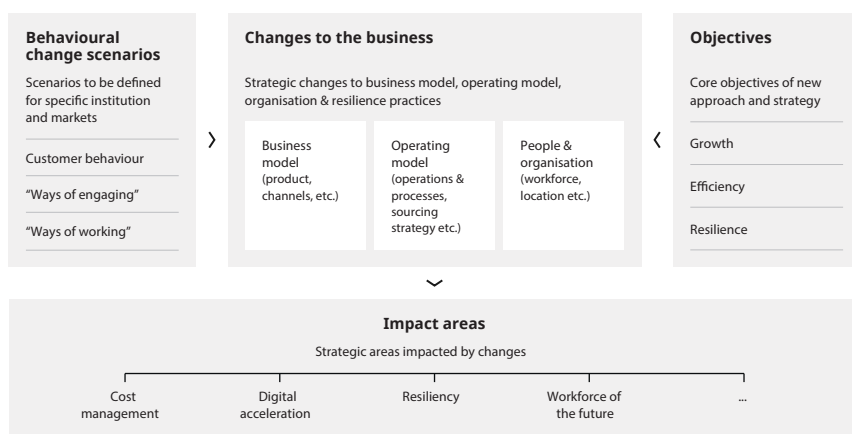 Behavioural
change scenarios
Scenarios to be defined
for specific institution
and markets
Customer behaviour
“Ways of engaging”
“Ways of working”
Changes to the business
Strategic changes to business model, operating model,
organisation & resilience practices
Business
model
(product,
channels, etc.)
Operating
model
(operations &
processes,
sourcing
strategy etc.)
People &
organisation
(workforce,
location etc.)
Objectives
Core objectives of new
approach and strategy
Growth
Efficiency
Resilience
Impact areas
Strategic areas impacted by changes
Cost
management
Digital
acceleration
Resiliency
Workforce of
the future
...